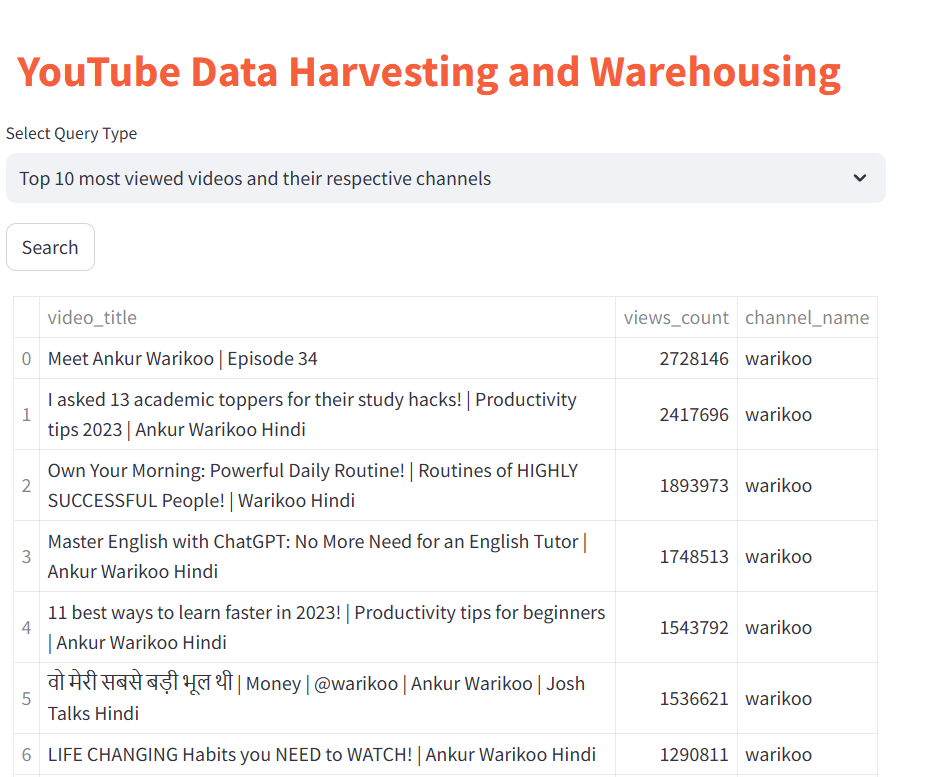 YouTube Data Harvesting and Warehousing
Select Query Type
Top 10 most viewed videos and their respective channels
Search
video_title views_count channel_name
0 Meet Ankur Warikoo | Episode 34 2728146 warikoo
1 I asked 13 academic toppers for their study hacks! | Productivity
tips 2023 | Ankur Warikoo Hindi 2417696 warikoo
2 Own Your Morning: Powerful Daily Routine! | Routines of HIGHLY
SUCCESSFUL People! | Warikoo Hindi 1893973 warikoo
3 Master English with ChatGPT: No More Need for an English Tutor |
Ankur Warikoo Hindi 1748513 warikoo
4 11 best ways to learn faster in 2023! | Productivity tips for beginners
| Ankur Warikoo Hindi 1543792 warikoo
5 वो मेरी सबसे बड़ी भूल थी | Money | @warikoo | Ankur Warikoo | Josh
Talks Hindi 1536621 warikoo
6 LIFE CHANGING Habits you NEED to WATCH! | Ankur Warikoo Hindi 1290811 warikoo